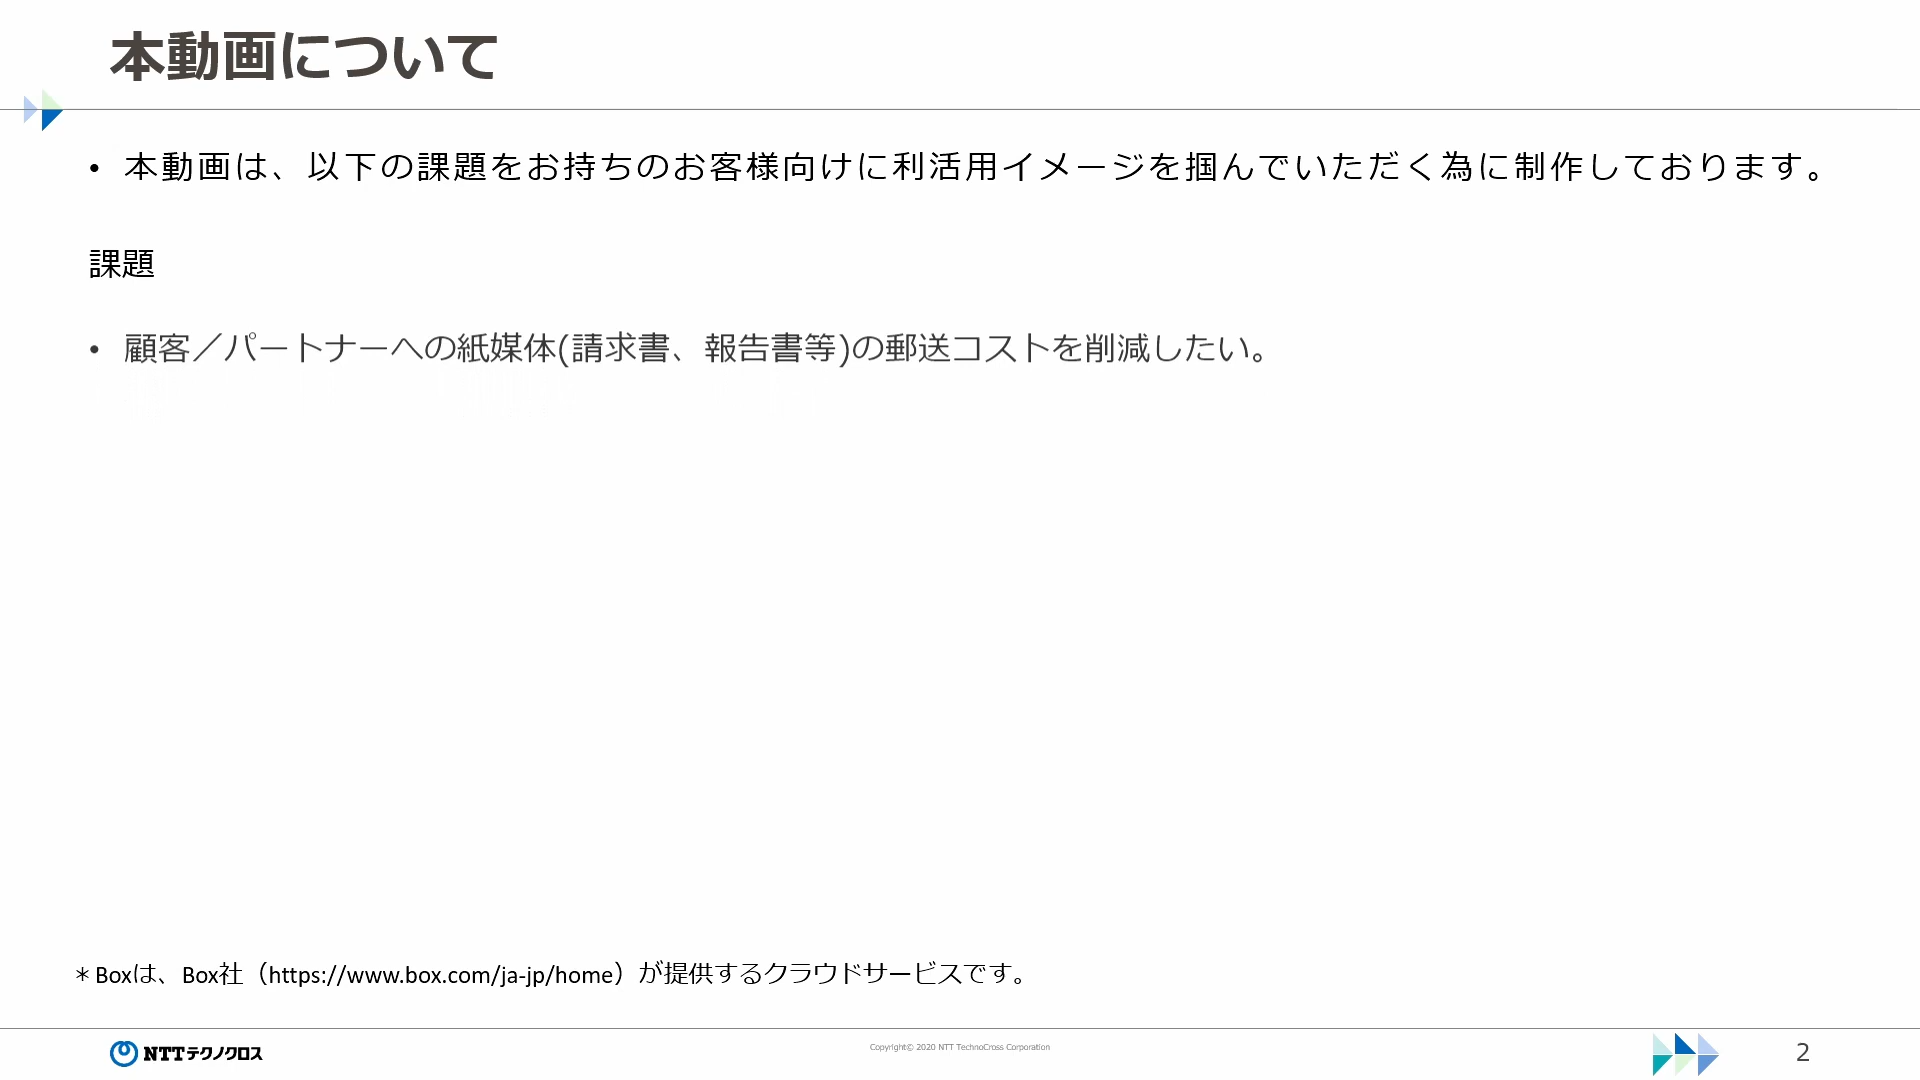 本動画について
• 本動画は、以下の課題をお持ちのお客様向けに利活用イメージを掴んでいただく為に制作しております。
課題
• 顧客／パートナーへの紙媒体(請求書、報告書等)の郵送コストを削減したい。
＊Boxは、Box社（https://www.box.com/ja-jp/home）が提供するクラウドサービスです。
NTTテクノクロス
Copyright© 2020 NTT TechnoCross Corporation
2